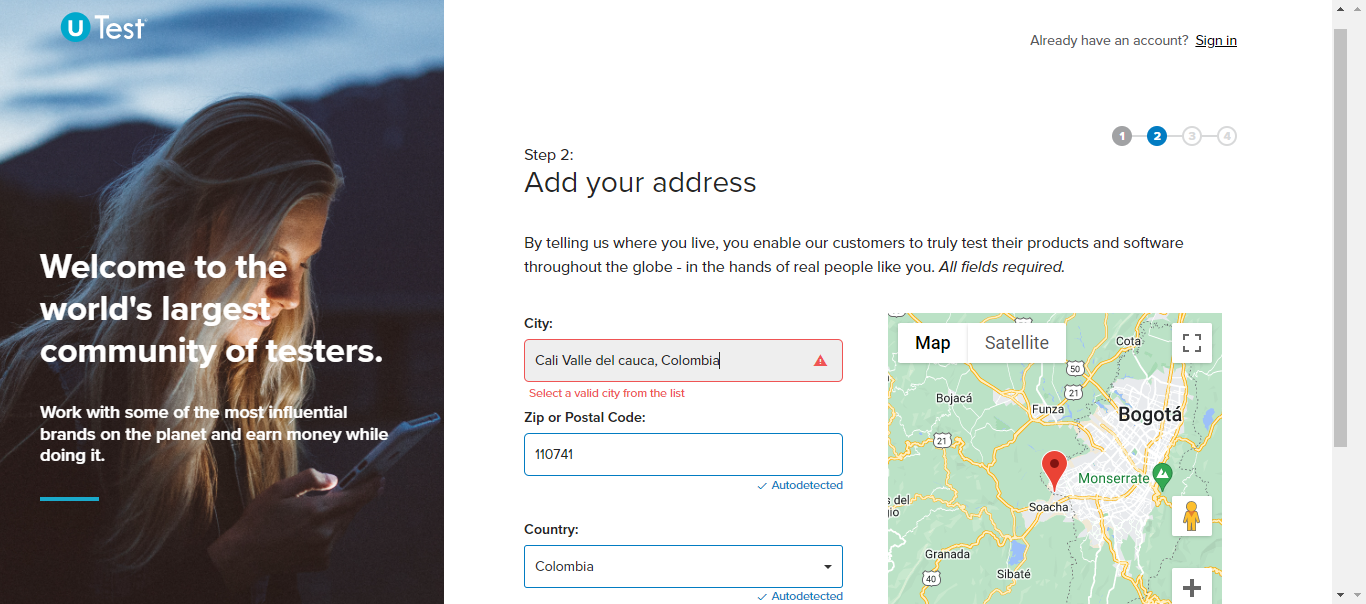 U Test
Already have an account? Sign in
1 2 3 4
Step 2:
Add your address
By telling us where you live, you enable our customers to truly test their products and software
throughout the globe - in the hands of real people like you. All fields required.
Welcome to the
world's largest
community of testers.
Work with some of the most influential
brands on the planet and earn money while
doing it.
City:
Cali Valle del cauca, Colombia
Select a valid city from the list
Zip or Postal Code:
110741
Autodetected
Country:
Colombia
Autodetected
Map Satellite
Cota
50
21
Bojacá
Funza
Bogotá
21
Monserrate
Soacha
Granada
Sibaté
40